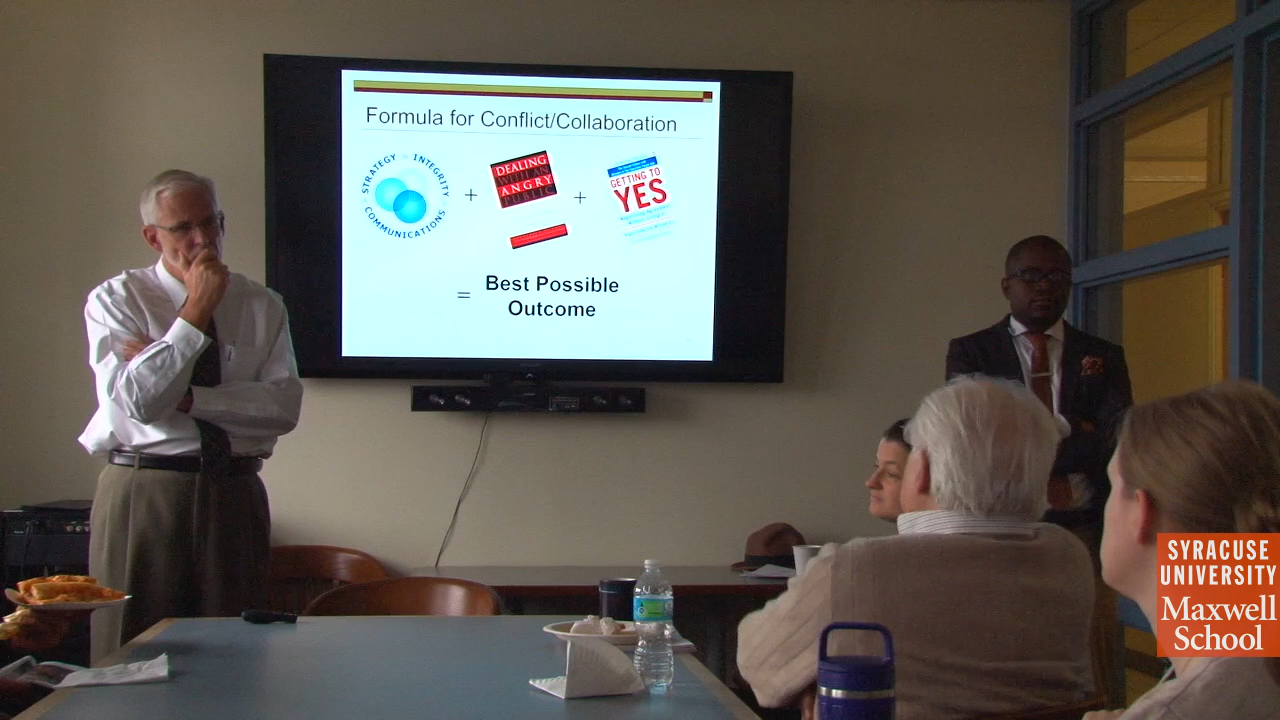 Formula for Conflict/Collaboration
STRATEGY INTEGRITY
COMMUNICATIONS
+
DEALING
WITH AN
ANGRY
PUBLIC
+
GETTING TO
YES
= Best Possible
Outcome
SYRACUSE
UNIVERSITY
Maxwell
School